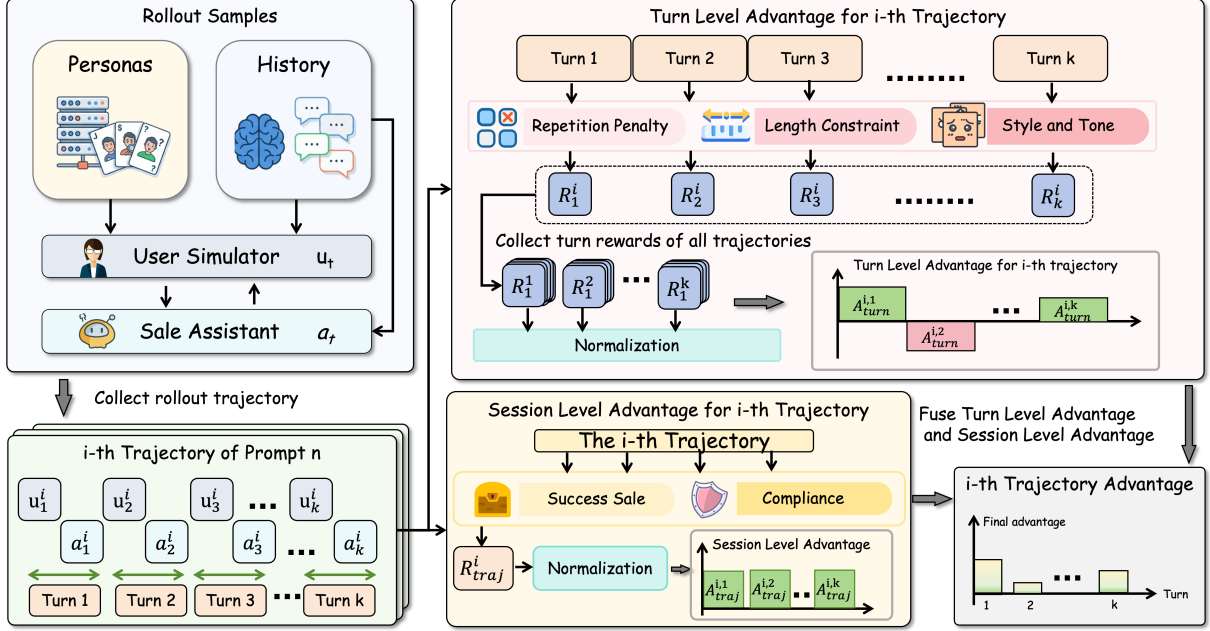 Rollout Samples
Personas
History
User Simulator u_t
Sale Assistant a_t
Collect rollout trajectory
i-th Trajectory of Prompt n
u_1^i u_2^i u_3^i ... u_k^i
a_1^i a_2^i a_3^i ... a_k^i
Turn 1 Turn 2 Turn 3 ... Turn k
Turn Level Advantage for i-th Trajectory
Turn 1 Turn 2 Turn 3 ........ Turn k
Repetition Penalty Length Constraint Style and Tone
R_1^i R_2^i R_3^i ........ R_k^i
Collect turn rewards of all trajectories
R_1^1 R_1^2 ... R_1^k
Normalization
Turn Level Advantage for i-th trajectory
A_turn^{i,1} A_turn^{i,2} ... A_turn^{i,k}
Session Level Advantage for i-th Trajectory
The i-th Trajectory
Success Sale Compliance
R_traj^i Normalization
Session Level Advantage
A_traj^{i,1} A_traj^{i,2} .. A_traj^{i,k}
Fuse Turn Level Advantage
and Session Level Advantage
i-th Trajectory Advantage
Final advantage
... Turn
1 2 k